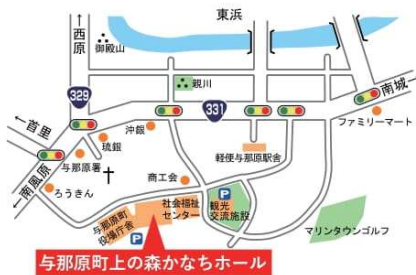 東浜
西原
御殿山
親川
329
331
南城
ファミリーマート
首里
沖銀
琉銀
与那原署
軽便与那原駅舎
南風原
ろうきん
商工会
社会福祉
センター
P
観光
交流施設
P
与那原町
役場庁舎
マリンタウンゴルフ
与那原町上の森かなちホール